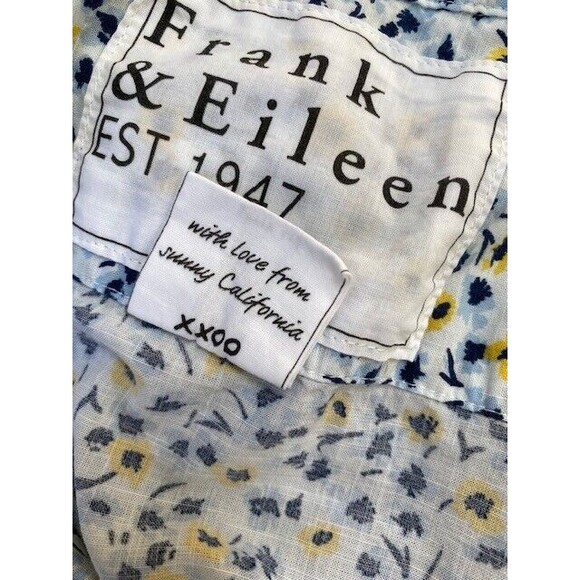 Frank
& Eileen
EST 1947
with Love from
sunny California
xxoo